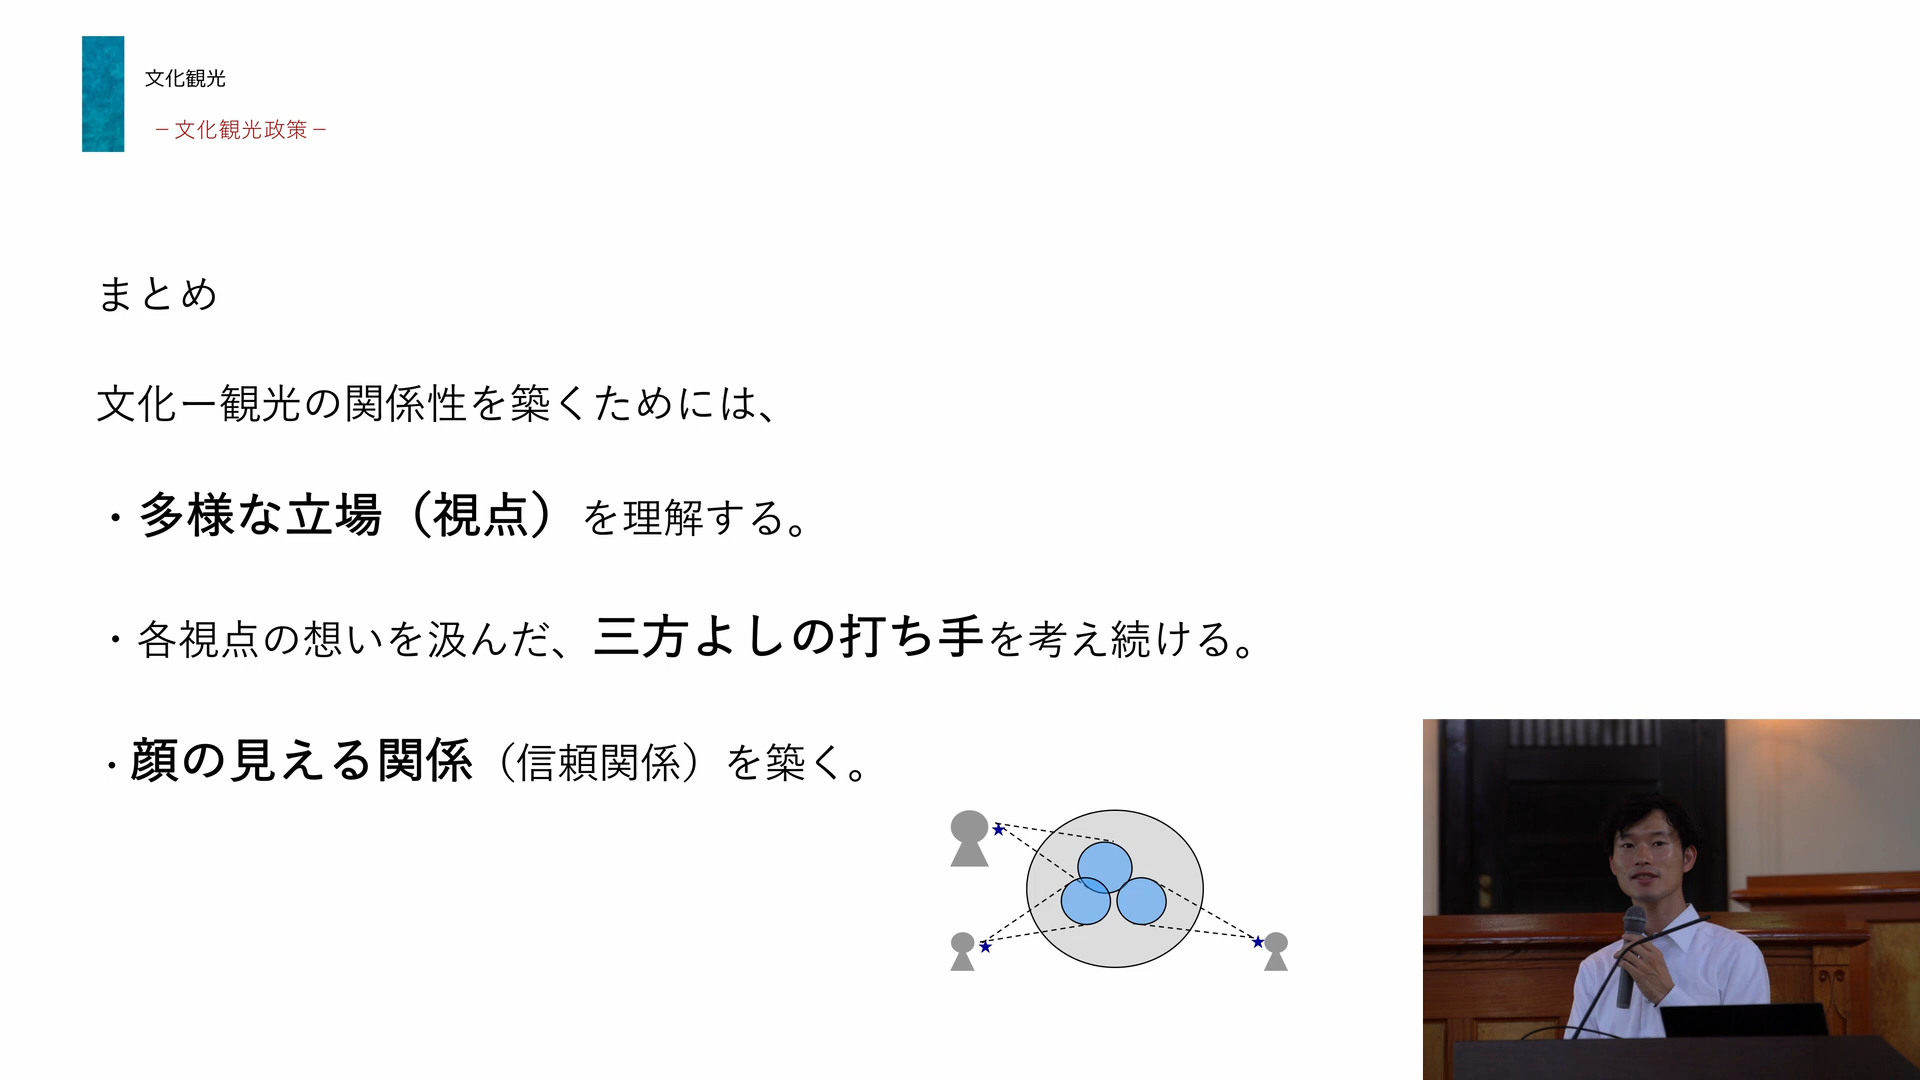 文化観光
－文化観光政策－
まとめ
文化ー観光の関係性を築くためには、
・多様な立場（視点）を理解する。
・各視点の想いを汲んだ、三方よしの打ち手を考え続ける。
・顔の見える関係（信頼関係）を築く。